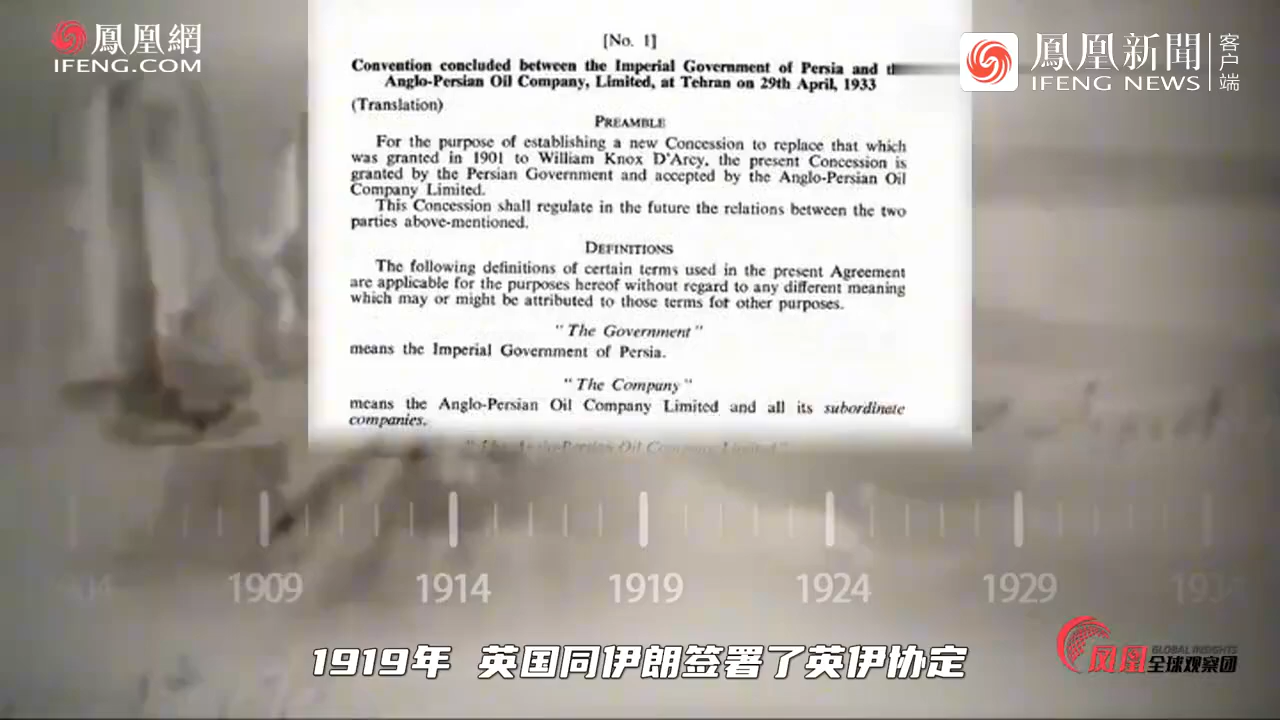 鳳凰網
IFENG.COM
鳳凰新聞
IFENG NEWS
客户端
[No. 1]
Convention concluded between the Imperial Government of Persia and
Anglo-Persian Oil Company, Limited, at Tehran on 29th April, 1933
(Translation)
PREAMBLE
For the purpose of establishing a new Concession to replace that which
was granted in 1901 to William Knox D'Arcy, the present Concession is
granted by the Persian Government and accepted by the Anglo-Persian Oil
Company Limited.
This Concession shall regulate in the future the relations between the two
parties above-mentioned.
DEFINITIONS
The following definitions of certain terms used in the present Agreement
are applicable for the purposes hereof without regard to any different meaning
which may or might be attributed to those terms for other purposes.
"The Government"
means the Imperial Government of Persia.
"The Company"
means the Anglo-Persian Oil Company Limited and all its subordinate
companies.
1909 1914 1919 1924 1929
1919年 英国同伊朗签署了英伊协定
GLOBAL INSIGHTS
凤凰全球观察团